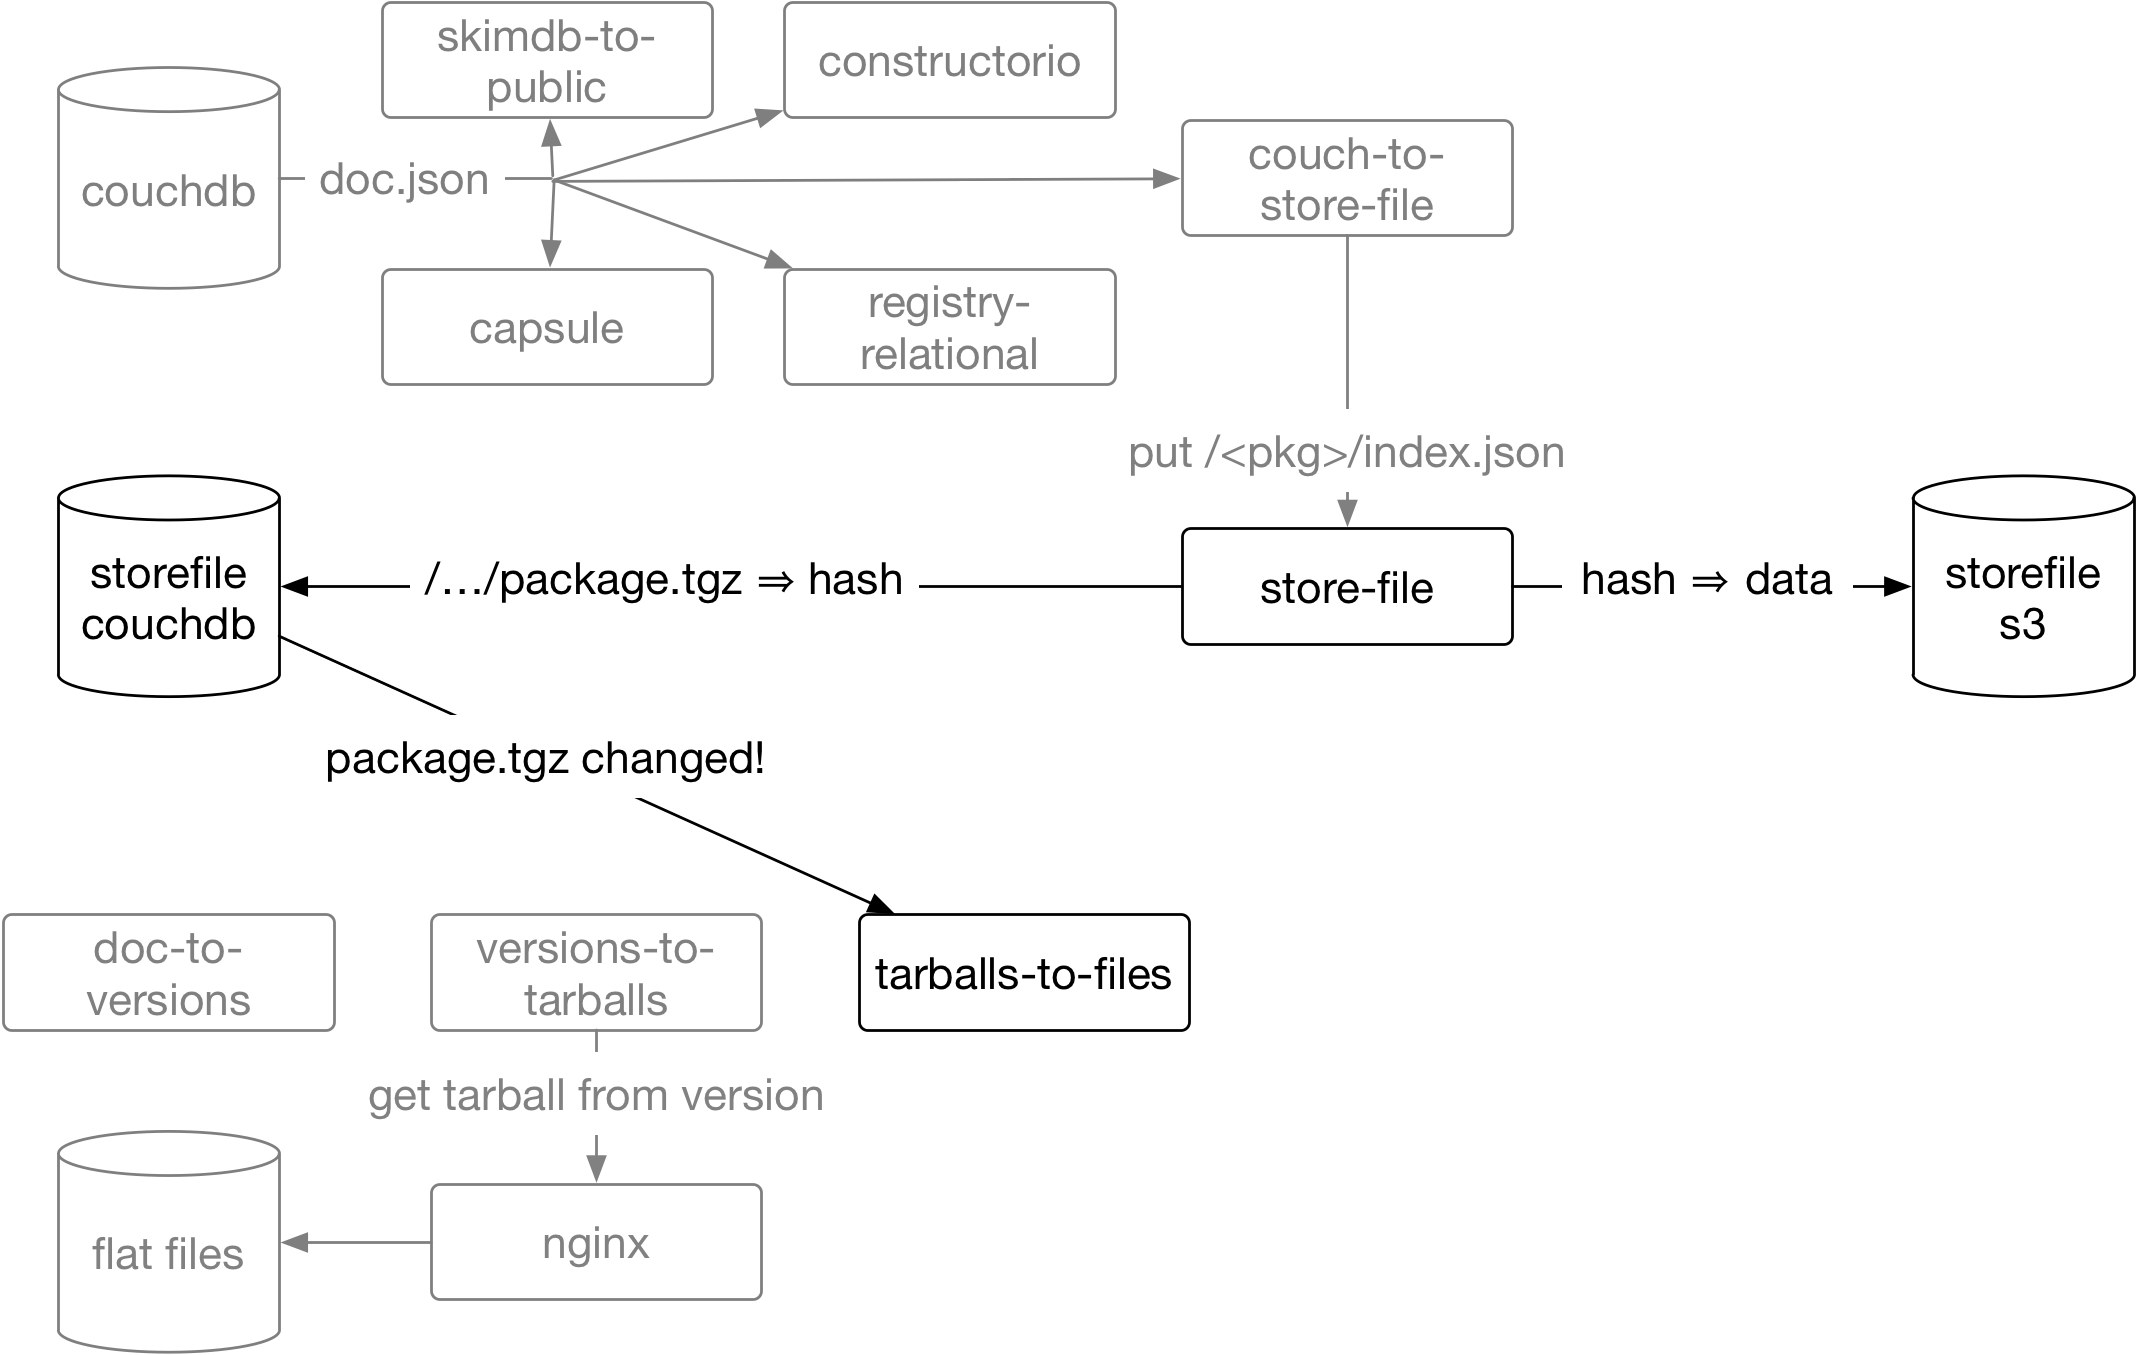 skimdb-to-
public
constructorio
couchdb
doc.json
couch-to-
store-file
capsule
registry-
relational
put /<pkg>/index.json
storefile
couchdb
/…/package.tgz ⇒ hash
store-file
hash ⇒ data
storefile
s3
package.tgz changed!
doc-to-
versions
versions-to-
tarballs
tarballs-to-files
get tarball from version
flat files
nginx